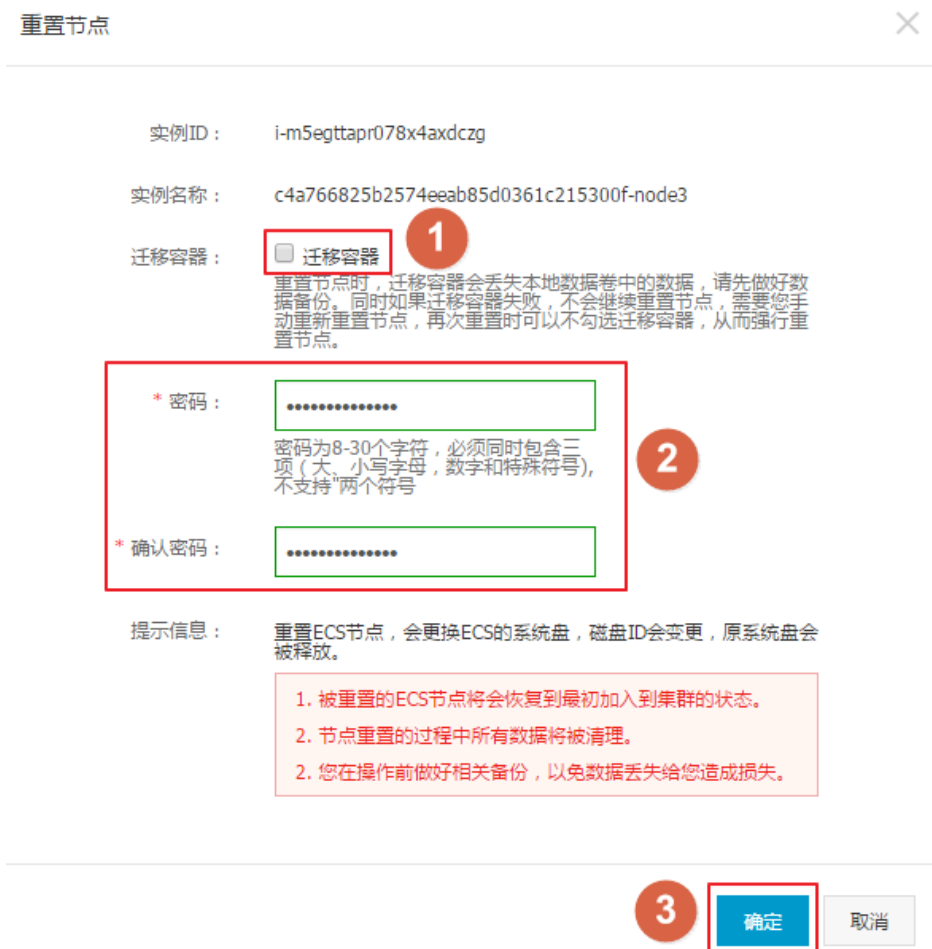 重置节点
实例ID： i-m5egttapr078x4axdczg
实例名称： c4a766825b2574eeab85d0361c215300f-node3
1
迁移容器： 迁移容器
重置节点时，迁移容器会丢失本地数据卷中的数据，请先做好数
据备份。同时如果迁移容器失败，不会继续重置节点，需要您手
动重新重置节点，再次重置时可以不勾选迁移容器，从而强行重
置节点。
* 密码： ••••••••••••••
密码为8-30个字符，必须同时包含三
项（大、小写字母，数字和特殊符号),
不支持"两个符号
2
* 确认密码： ••••••••••••••
提示信息： 重置ECS节点，会更换ECS的系统盘，磁盘ID会变更，原系统盘会
被释放。
1. 被重置的ECS节点将会恢复到最初加入到集群的状态。
2. 节点重置的过程中所有数据将被清理。
2. 您在操作前做好相关备份，以免数据丢失给您造成损失。
3 确定 取消